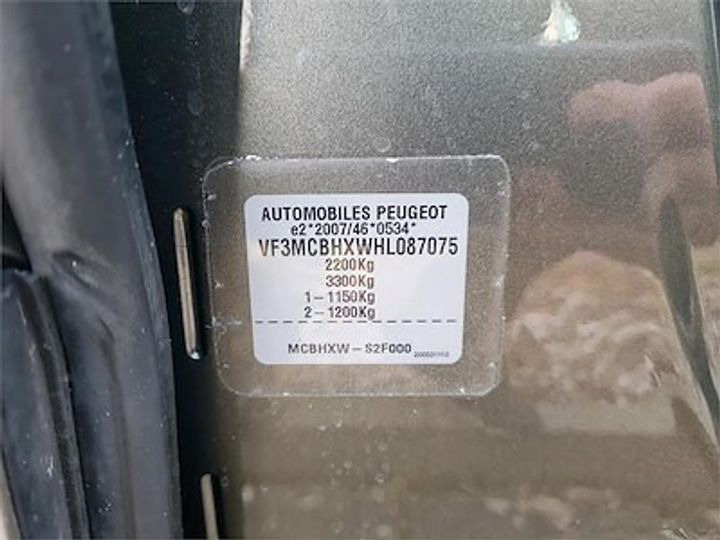 AUTOMOBILES PEUGEOT
e2*2007/46*0534*
VF3MCBHXWHL087075
2200Kg
3300Kg
1–1150Kg
2–1200Kg
MCBHXW–S2F000